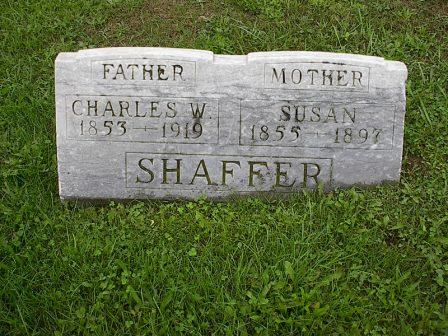 FATHER
CHARLES W.
1853 - 1919
MOTHER
SUSAN
1855 - 1897
SHAFFER